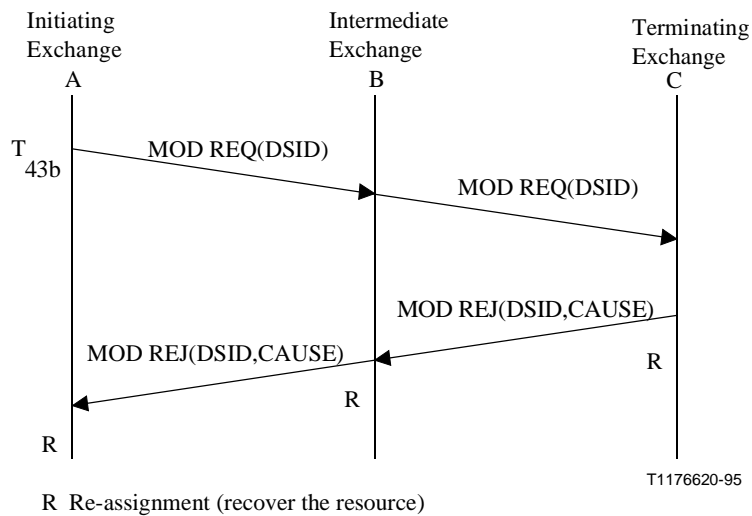 Initiating
Exchange
A
Intermediate
Exchange
B
Terminating
Exchange
C
T
43b
MOD REQ(DSID)
MOD REQ(DSID)
MOD REJ(DSID,CAUSE)
MOD REJ(DSID,CAUSE)
R
R
R
T1176620-95
R Re-assignment (recover the resource)